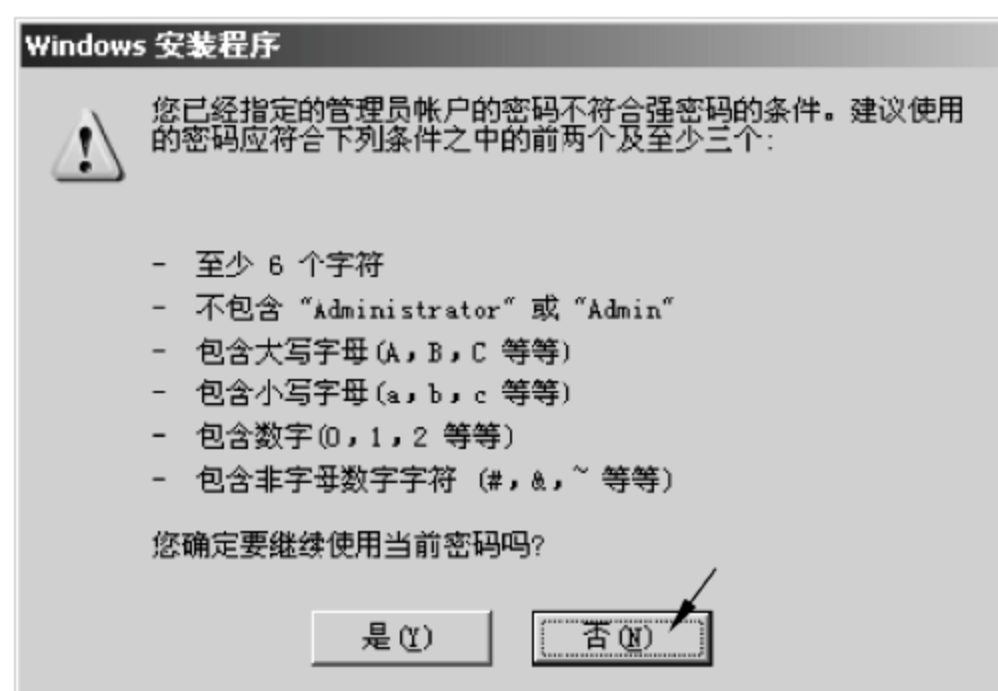 Windows 安装程序
您已经指定的管理员帐户的密码不符合强密码的条件。建议使用
的密码应符合下列条件之中的前两个及至少三个:
- 至少 6 个字符
- 不包含 “Administrator” 或 “Admin”
- 包含大写字母(A, B, C 等等)
- 包含小写字母(a, b, c 等等)
- 包含数字(0, 1, 2 等等)
- 包含非字母数字字符 (#, &, ~ 等等)
您确定要继续使用当前密码吗?
是(Y) 否(N)